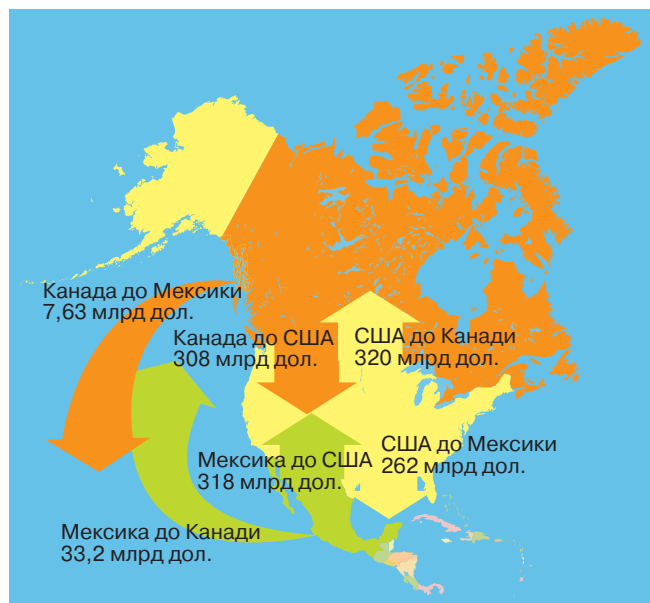 Канада до Мексики
7,63 млрд дол.
Канада до США
308 млрд дол.
США до Канади
320 млрд дол.
Мексика до США
318 млрд дол.
США до Мексики
262 млрд дол.
Мексика до Канади
33,2 млрд дол.